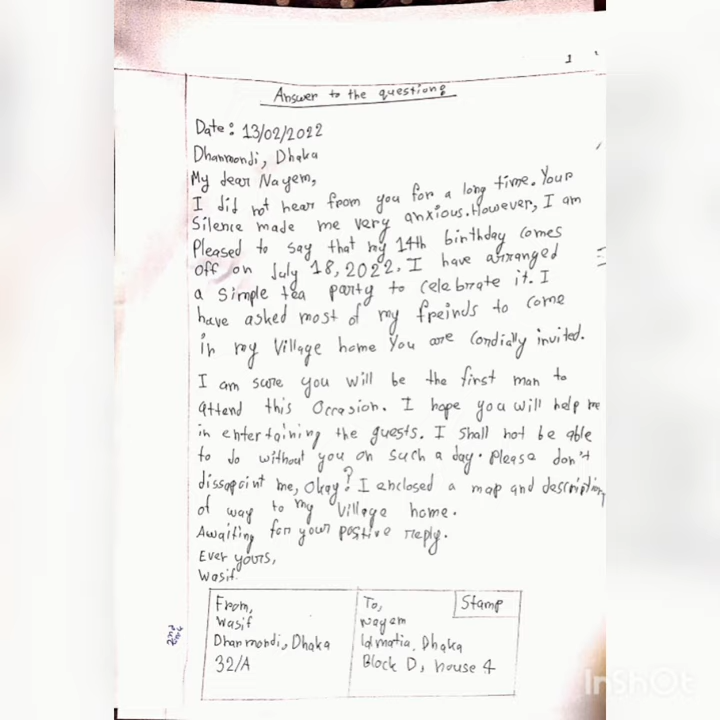 1
Answer to the question:
Date: 13/02/2022
Dhanmondi, Dhaka
My dear Nayem,
I did not hear from you for a long time. Your
Silence made me very anxious. However, I am
Pleased to say that my 14th birthday comes
off on July 18, 2022. I have arranged
a simple tea party to celebrate it. I
have asked most of my freinds to come
in my Village home You are Cordially invited.
I am sure you will be the first man to
attend this Occasion. I hope you will help me
in entertaining the guests. I Shall not be able
to do without you on such a day. Please don't
dissapoint me, Okay? I enclosed a map and description
of way to my Village home.
Awaiting for your positive reply.
Ever yours,
Wasif.
From,
Wasif
Dhanmondi, Dhaka
32/A
To,
Nayem
Lalmatia, Dhaka
Block D, house 4
Stamp
InShOt